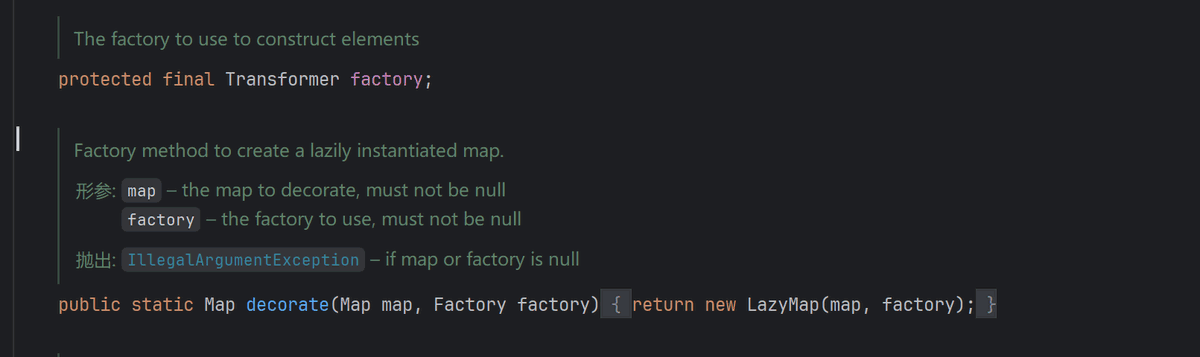 The factory to use to construct elements
protected final Transformer factory;
Factory method to create a lazily instantiated map.
形参: map – the map to decorate, must not be null
factory – the factory to use, must not be null
抛出: IllegalArgumentException – if map or factory is null
public static Map decorate(Map map, Factory factory) { return new LazyMap(map, factory); }